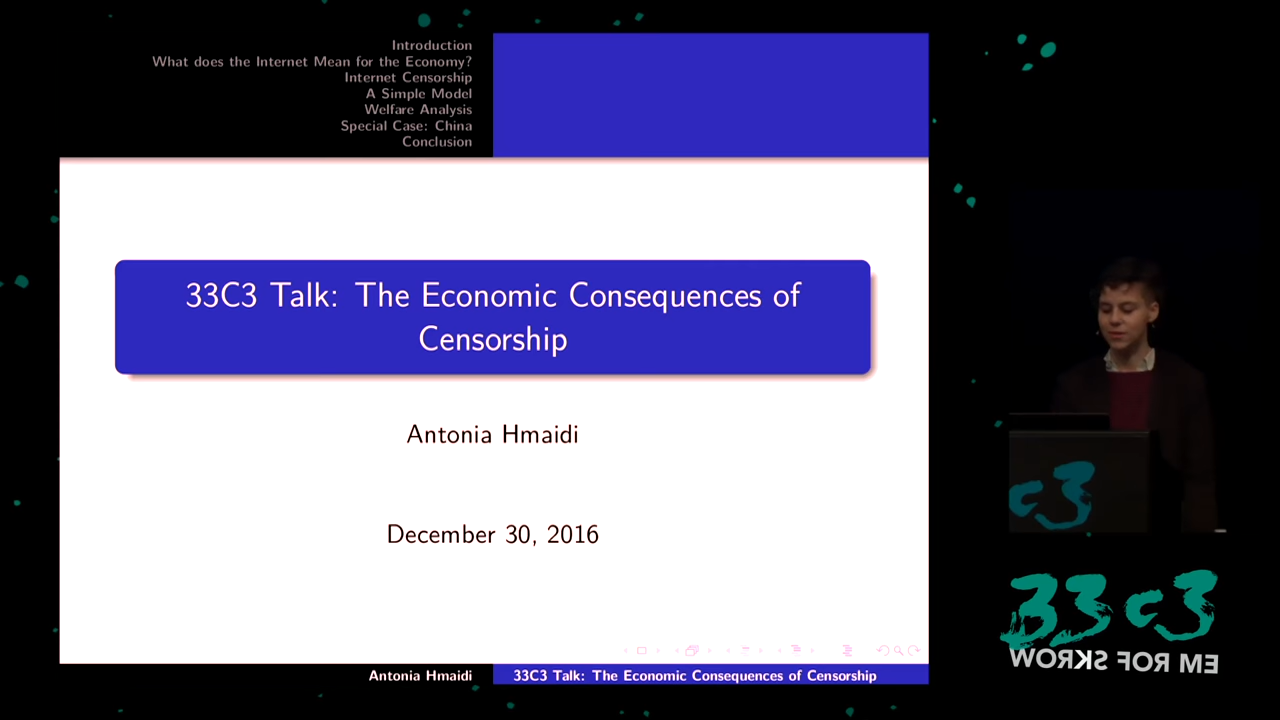 Introduction
What does the Internet Mean for the Economy?
Internet Censorship
A Simple Model
Welfare Analysis
Special Case: China
Conclusion
33C3 Talk: The Economic Consequences of
Censorship
Antonia Hmaidi
December 30, 2016
Antonia Hmaidi
33C3 Talk: The Economic Consequences of Censorship
c3
33c3
WORKS FOR ME